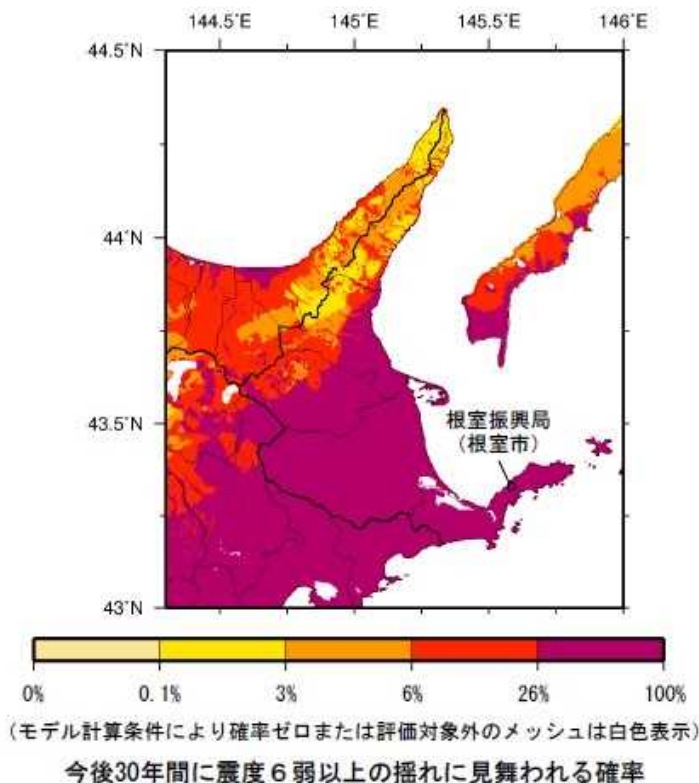 144.5°E 145°E 145.5°E 146°E
44.5°N
44°N
43.5°N
43°N
根室振興局
（根室市）
0% 0.1% 3% 6% 26% 100%
(モデル計算条件により確率ゼロまたは評価対象外のメッシュは白色表示)
今後30年間に震度６弱以上の揺れに見舞われる確率